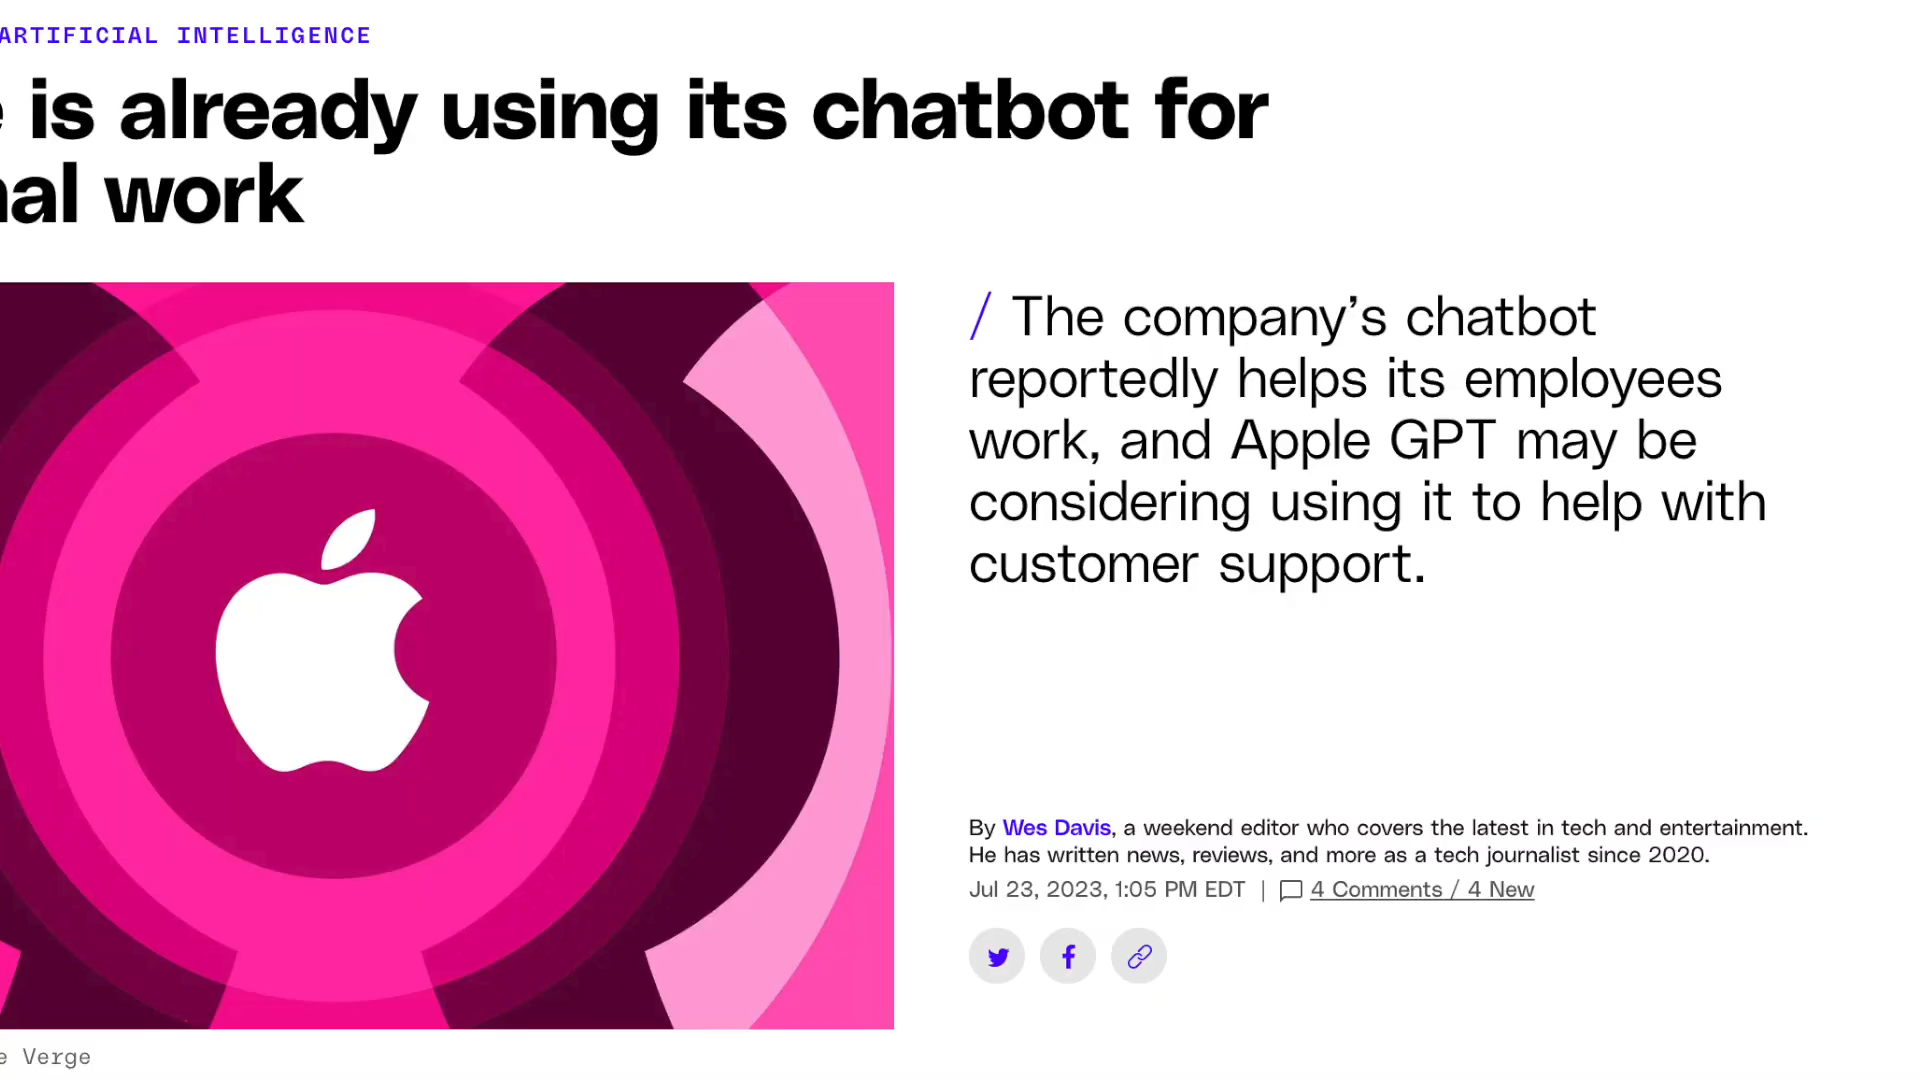 ARTIFICIAL INTELLIGENCE
is already using its chatbot for
al work
/ The company’s chatbot
reportedly helps its employees
work, and Apple GPT may be
considering using it to help with
customer support.
By Wes Davis, a weekend editor who covers the latest in tech and entertainment.
He has written news, reviews, and more as a tech journalist since 2020.
Jul 23, 2023, 1:05 PM EDT | 4 Comments / 4 New
e Verge